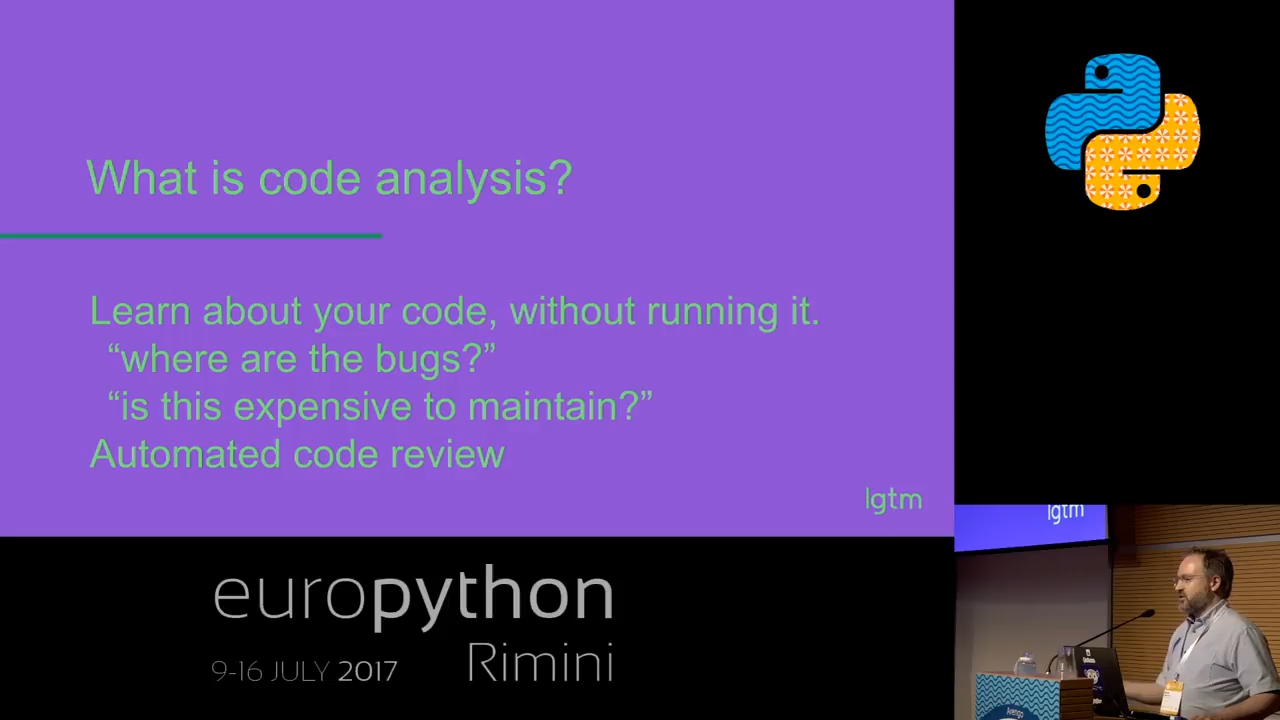 What is code analysis?
Learn about your code, without running it.
“where are the bugs?”
“is this expensive to maintain?”
Automated code review
lgtm
europython
Rimini
9-16 JULY 2017
lgtm